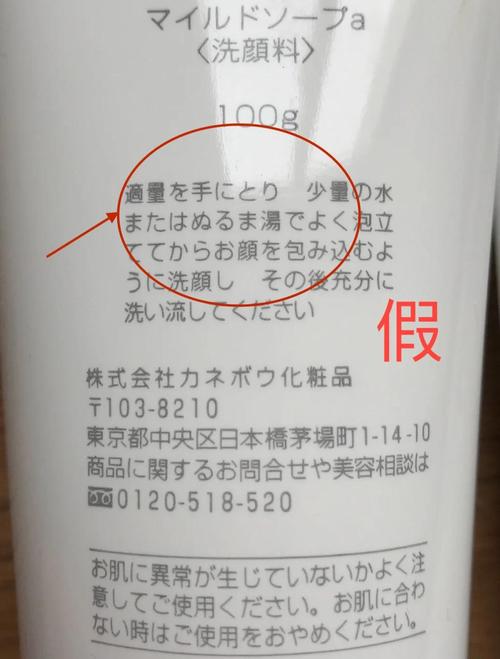 マイルドソープa
〈洗顔料〉
100g
適量を手にとり　少量の水
またはぬるま湯でよく泡立
ててからお顔を包み込むよ
うに洗顔し　その後充分に
洗い流してください
假
株式会社カネボウ化粧品
〒103-8210
東京都中央区日本橋茅場町1-14-10
商品に関するお問合せや美容相談は
0120-518-520
お肌に異常が生じていないかよく注
意してご使用ください。お肌に合わ
ない時はご使用をおやめください。